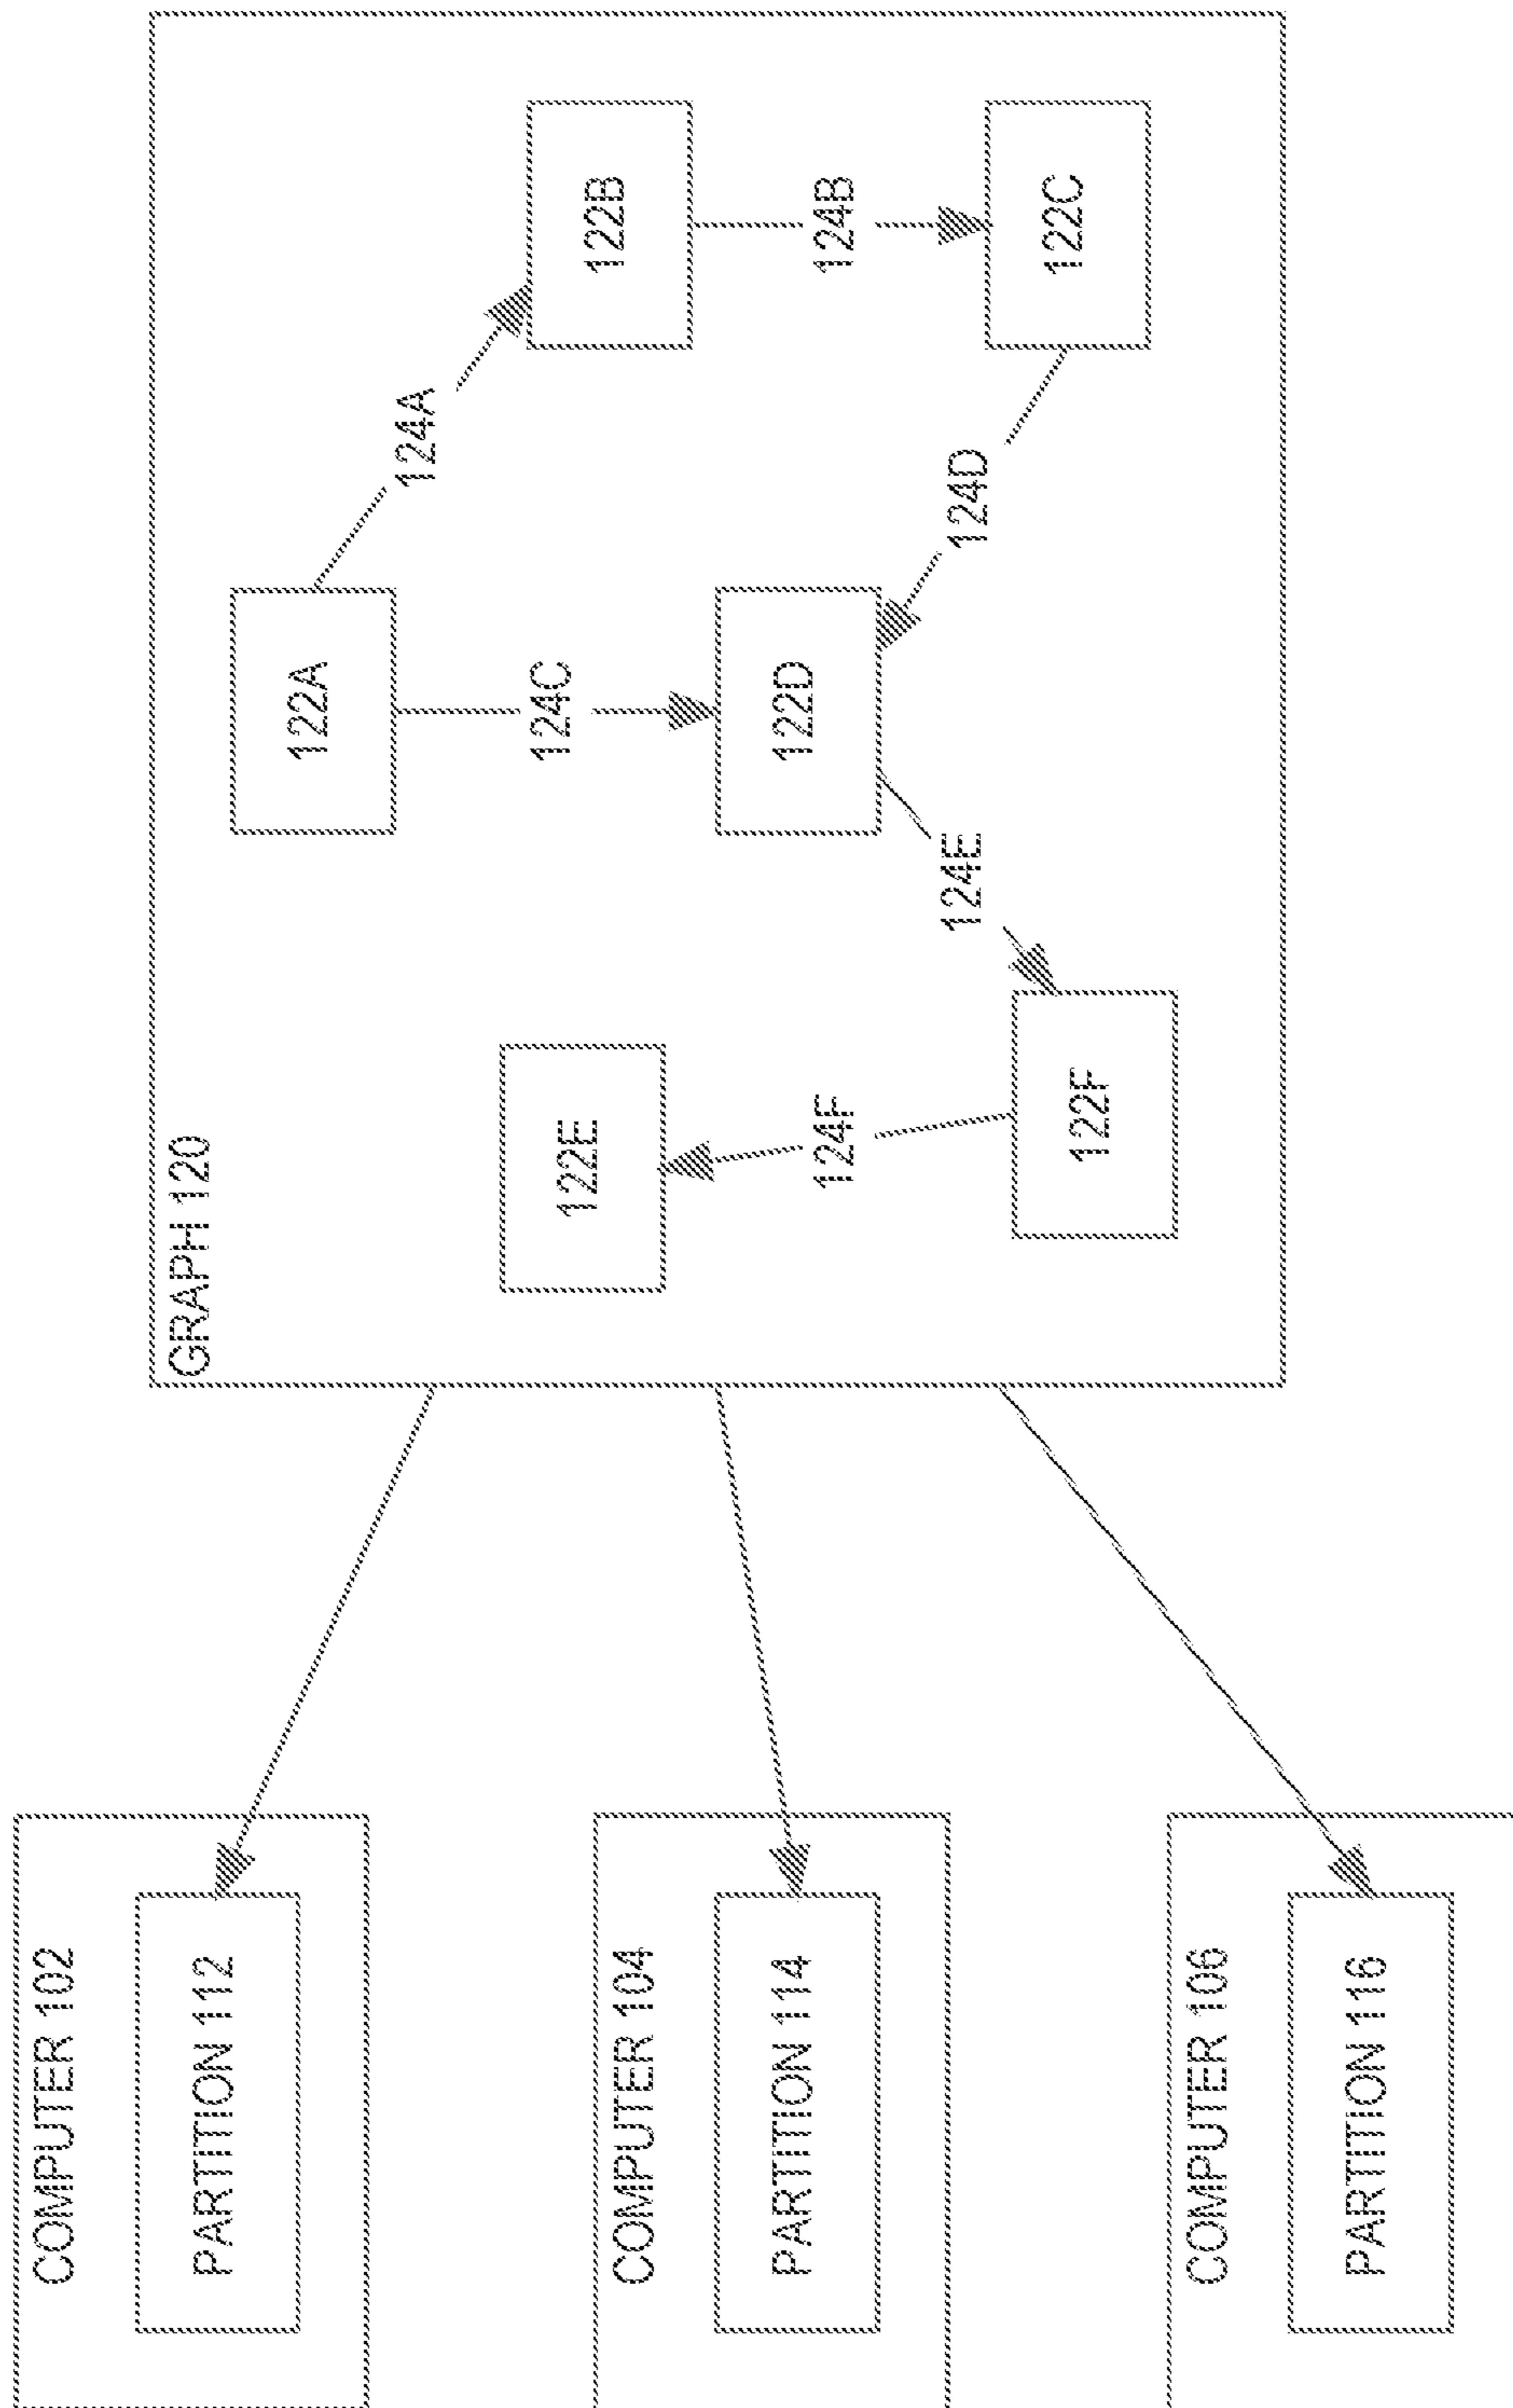 COMPUTER 102
PARTITION 112
COMPUTER 104
PARTITION 114
COMPUTER 106
PARTITION 116
GRAPH 120
122A
124A
122B
124C
124B
122E
122D
122C
124F
124E
124D
122F